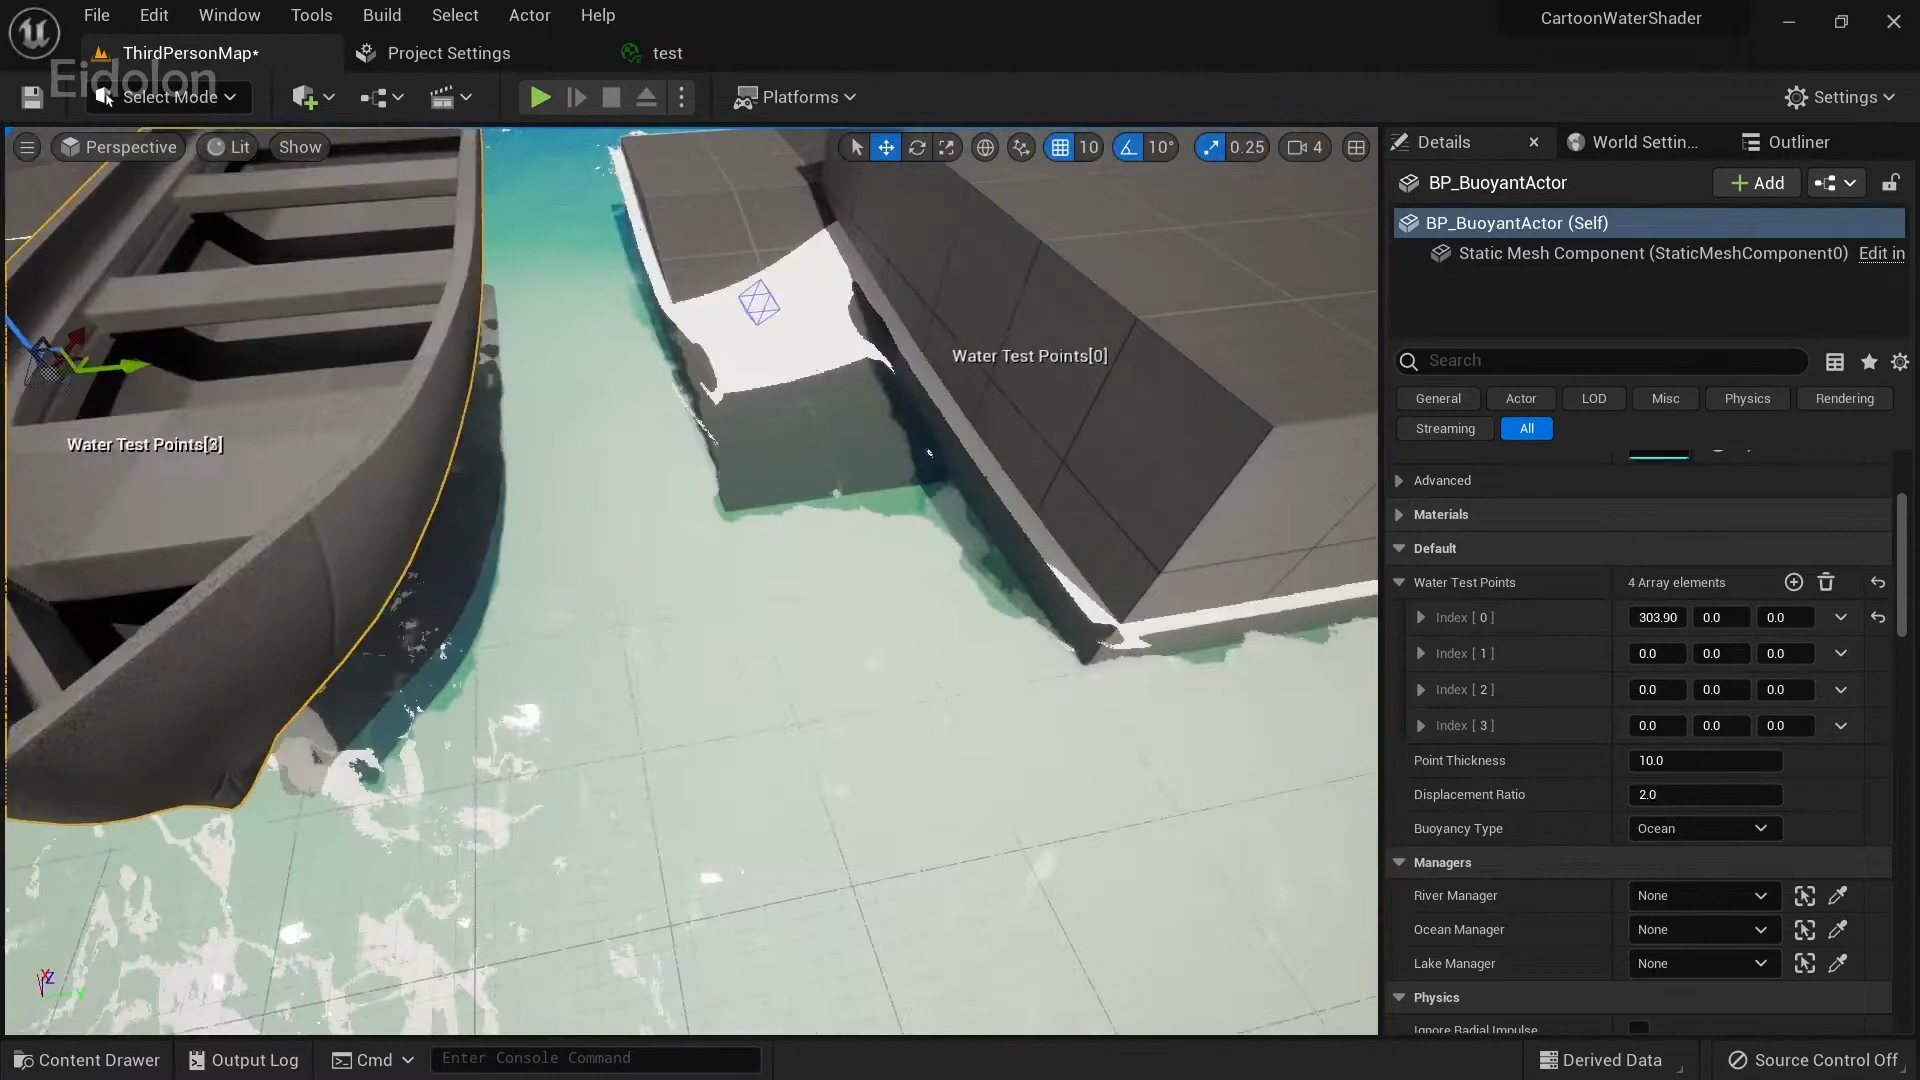 File Edit Window Tools Build Select Actor Help
CartoonWaterShader
ThirdPersonMap* Project Settings test
Eidolon
Select Mode Platforms Settings
Perspective Lit Show 10 10° 0.25 4
Details World Settin... Outliner
BP_BuoyantActor Add
BP_BuoyantActor (Self)
Static Mesh Component (StaticMeshComponent0) Edit in
Search
General Actor LOD Misc Physics Rendering
Streaming All
Water Test Points[0]
Water Test Points[3]
Advanced
Materials
Default
Water Test Points 4 Array elements
Index [ 0 ] 303.90 0.0 0.0
Index [ 1 ] 0.0 0.0 0.0
Index [ 2 ] 0.0 0.0 0.0
Index [ 3 ] 0.0 0.0 0.0
Point Thickness 10.0
Displacement Ratio 2.0
Buoyancy Type Ocean
Managers
River Manager None
Ocean Manager None
Lake Manager None
Physics
Ignore Radial Impulse
X Z Y
Content Drawer Output Log Cmd Enter Console Command Derived Data Source Control Off